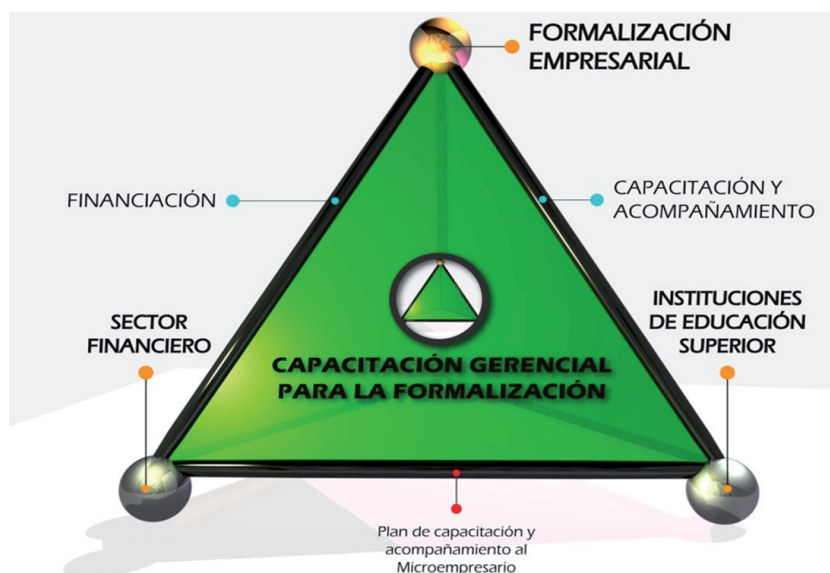 FORMALIZACIÓN
EMPRESARIAL
FINANCIACIÓN
CAPACITACIÓN Y
ACOMPAÑAMIENTO
SECTOR
FINANCIERO
INSTITUCIONES
DE EDUCACIÓN
SUPERIOR
CAPACITACIÓN GERENCIAL
PARA LA FORMALIZACIÓN
Plan de capacitación y
acompañamiento al
Microempresario